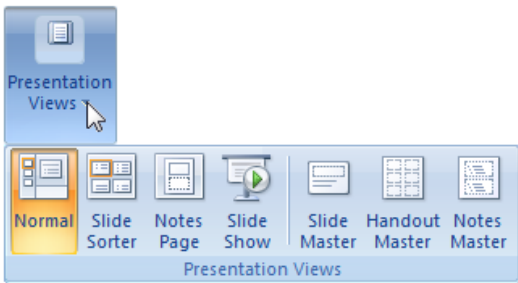 Presentation
Views
Normal Slide Notes Slide Slide Handout Notes
Sorter Page Show Master Master Master
Presentation Views